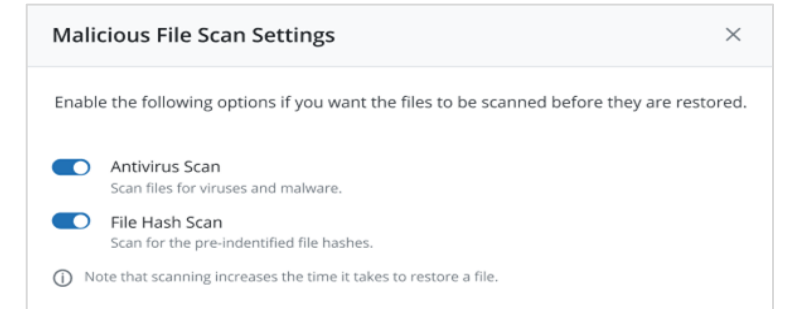 Malicious File Scan Settings
Enable the following options if you want the files to be scanned before they are restored.
Antivirus Scan
Scan files for viruses and malware.
File Hash Scan
Scan for the pre-indentified file hashes.
Note that scanning increases the time it takes to restore a file.